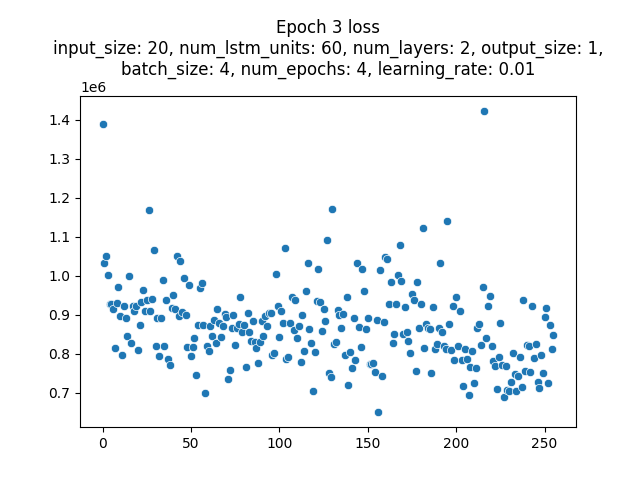 Epoch 3 loss
input_size: 20, num_lstm_units: 60, num_layers: 2, output_size: 1,
batch_size: 4, num_epochs: 4, learning_rate: 0.01
1e6
1.4
1.3
1.2
1.1
1.0
0.9
0.8
0.7
0 50 100 150 200 250